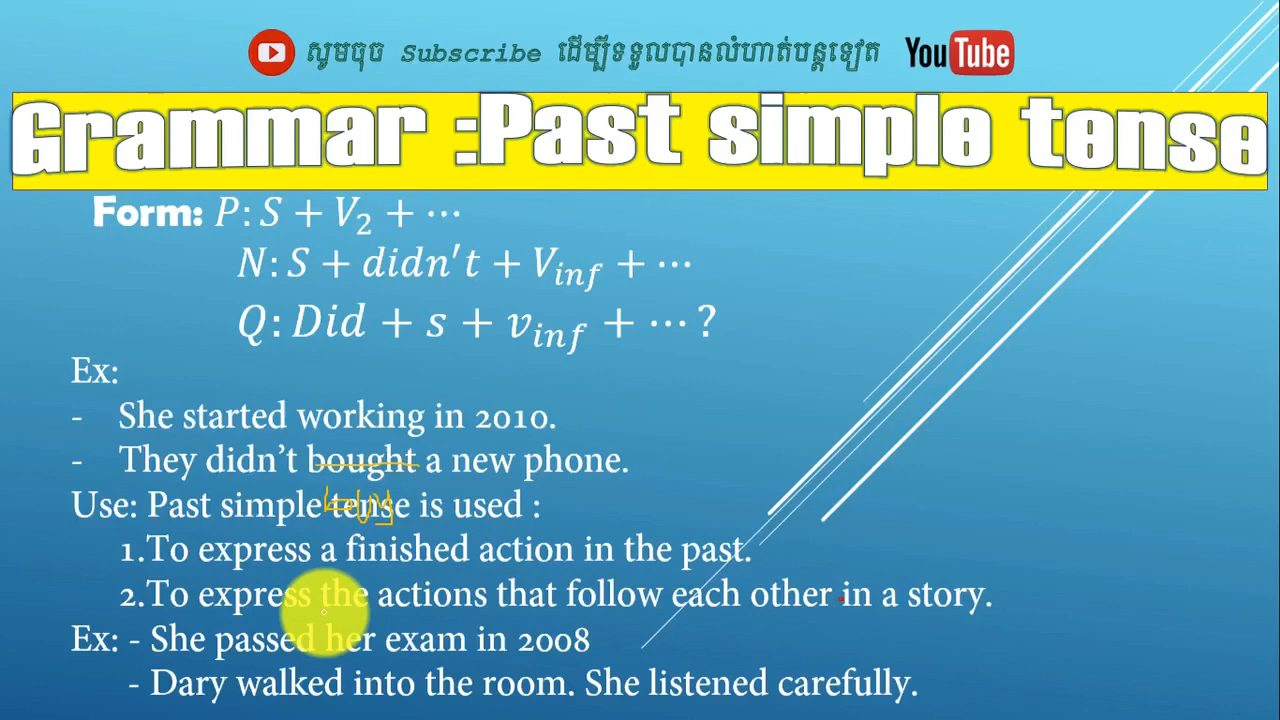 សូមចុច Subscribe ដើម្បីទទួលបានលំហាត់បន្តទៀត YouTube
Grammar :Past simple tense
Form: P: S + V₂ + ⋯
N: S + didn't + V_inf + ⋯
Q: Did + s + v_inf + ⋯ ?
Ex:
- She started working in 2010.
- They didn't bought a new phone.
buy
Use: Past simple tense is used :
1.To express a finished action in the past.
2.To express the actions that follow each other in a story.
Ex: - She passed her exam in 2008
- Dary walked into the room. She listened carefully.